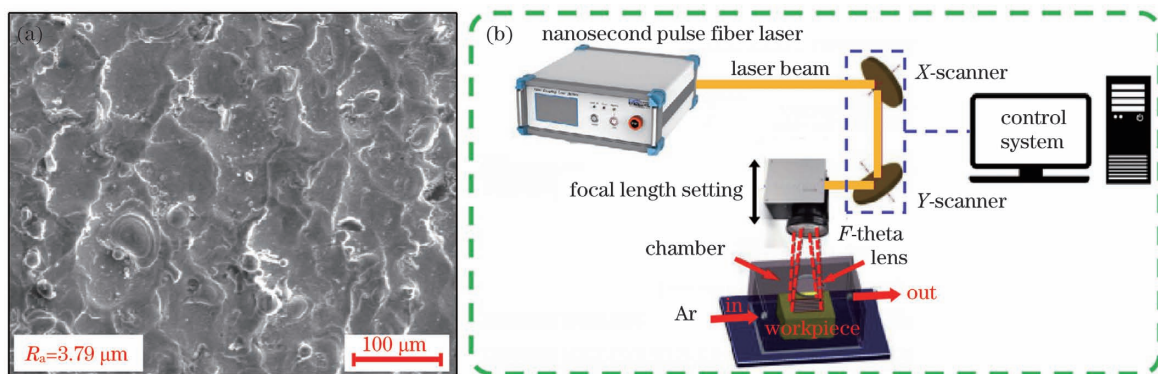 (a)
Ra=3.79 μm
100 μm
(b)
nanosecond pulse fiber laser
laser beam
X-scanner
control
system
focal length setting
Y-scanner
F-theta
lens
chamber
Ar
in
out
workpiece